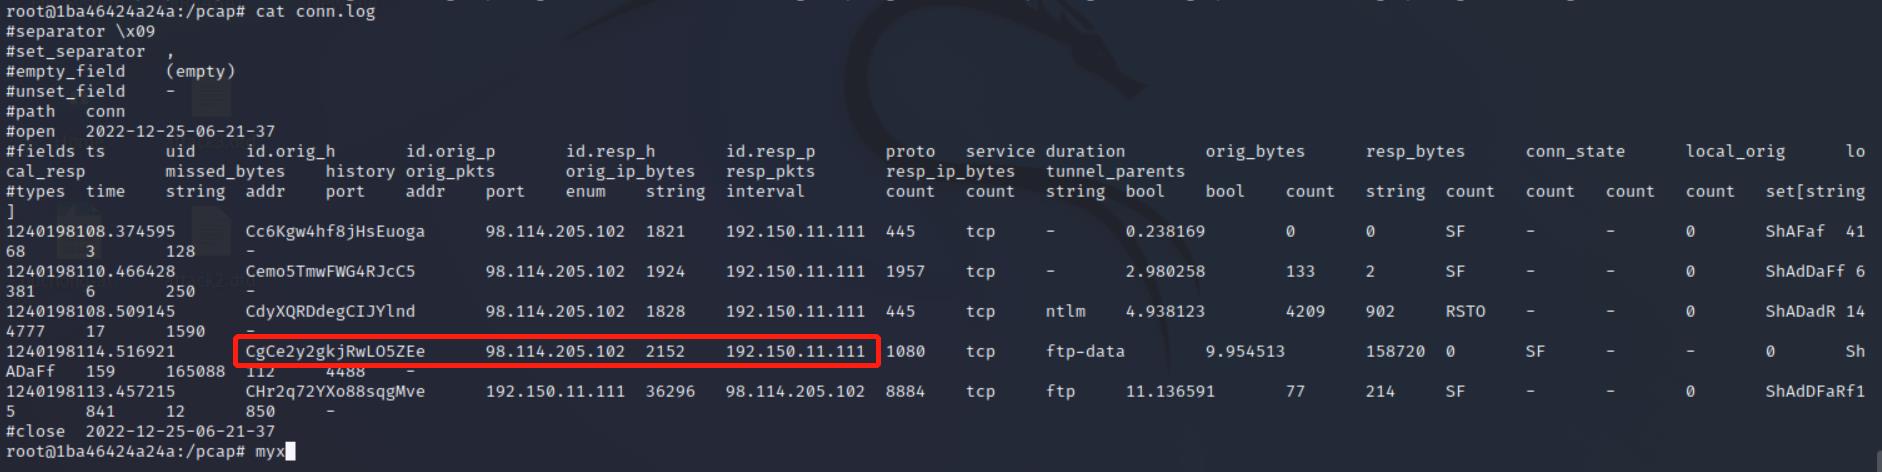 root@1ba46424a24a:/pcap# cat conn.log
#separator \x09
#set_separator  ,
#empty_field    (empty)
#unset_field    -
#path   conn
#open   2022-12-25-06-21-37
#fields ts      uid     id.orig_h       id.orig_p       id.resp_h       id.resp_p       proto   service duration        orig_bytes      resp_bytes      conn_state      local_orig      lo
cal_resp        missed_bytes    history orig_pkts       orig_ip_bytes   resp_pkts       resp_ip_bytes   tunnel_parents
#types  time    string  addr    port    addr    port    enum    string  interval        count   count   string  bool    bool    count   string  count   count   count   count   set[string
]
1240198108.374595       Cc6Kgw4hf8jHsEuoga      98.114.205.102  1821    192.150.11.111  445     tcp     -       0.238169        0       0       SF      -       -       0       ShAFaf  41
68      3       128     -
1240198110.466428       Cemo5TmwFWG4RJcC5       98.114.205.102  1924    192.150.11.111  1957    tcp     -       2.980258        133     2       SF      -       -       0       ShAdDaFf 6
381     6       250     -
1240198108.509145       CdyXQRDdegCIJYlnd       98.114.205.102  1828    192.150.11.111  445     tcp     ntlm    4.938123        4209    902     RSTO    -       -       0       ShADadR 14
4777    17      1590    -
1240198114.516921       CgCe2y2gkjRwLO5ZEe      98.114.205.102  2152    192.150.11.111  1080    tcp     ftp-data        9.954513        158720  0       SF      -       -       0       Sh
ADaFf   159     165088  112     4488    -
1240198113.457215       CHr2q72YXo88sqgMve      192.150.11.111  36296   98.114.205.102  8884    tcp     ftp     11.136591       77      214     SF      -       -       0       ShAdDFaRf1
5       841     12      850     -
#close  2022-12-25-06-21-37
root@1ba46424a24a:/pcap# myx